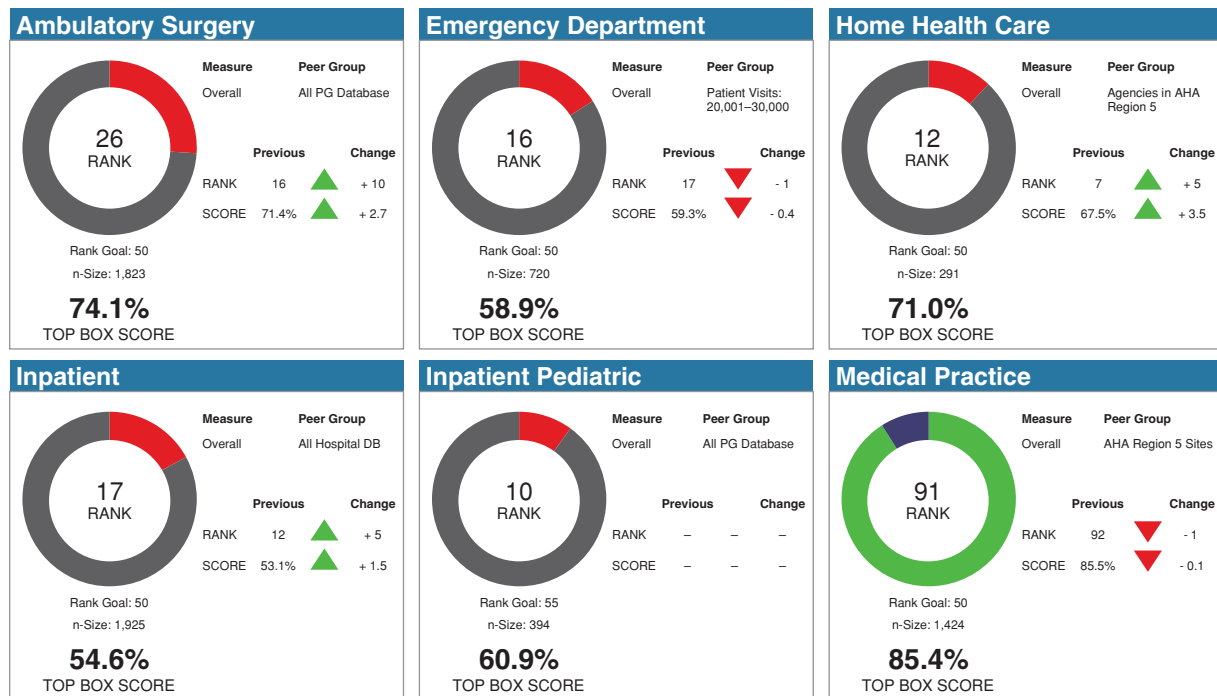 Ambulatory Surgery
26
RANK
Measure Peer Group
Overall All PG Database
Previous Change
RANK 16 + 10
SCORE 71.4% + 2.7
Rank Goal: 50
n-Size: 1,823
74.1%
TOP BOX SCORE
Emergency Department
16
RANK
Measure Peer Group
Overall Patient Visits:
20,001–30,000
Previous Change
RANK 17 - 1
SCORE 59.3% - 0.4
Rank Goal: 50
n-Size: 720
58.9%
TOP BOX SCORE
Home Health Care
12
RANK
Measure Peer Group
Overall Agencies in AHA
Region 5
Previous Change
RANK 7 + 5
SCORE 67.5% + 3.5
Rank Goal: 50
n-Size: 291
71.0%
TOP BOX SCORE
Inpatient
17
RANK
Measure Peer Group
Overall All Hospital DB
Previous Change
RANK 12 + 5
SCORE 53.1% + 1.5
Rank Goal: 50
n-Size: 1,925
54.6%
TOP BOX SCORE
Inpatient Pediatric
10
RANK
Measure Peer Group
Overall All PG Database
Previous Change
RANK – – –
SCORE – – –
Rank Goal: 55
n-Size: 394
60.9%
TOP BOX SCORE
Medical Practice
91
RANK
Measure Peer Group
Overall AHA Region 5 Sites
Previous Change
RANK 92 - 1
SCORE 85.5% - 0.1
Rank Goal: 50
n-Size: 1,424
85.4%
TOP BOX SCORE